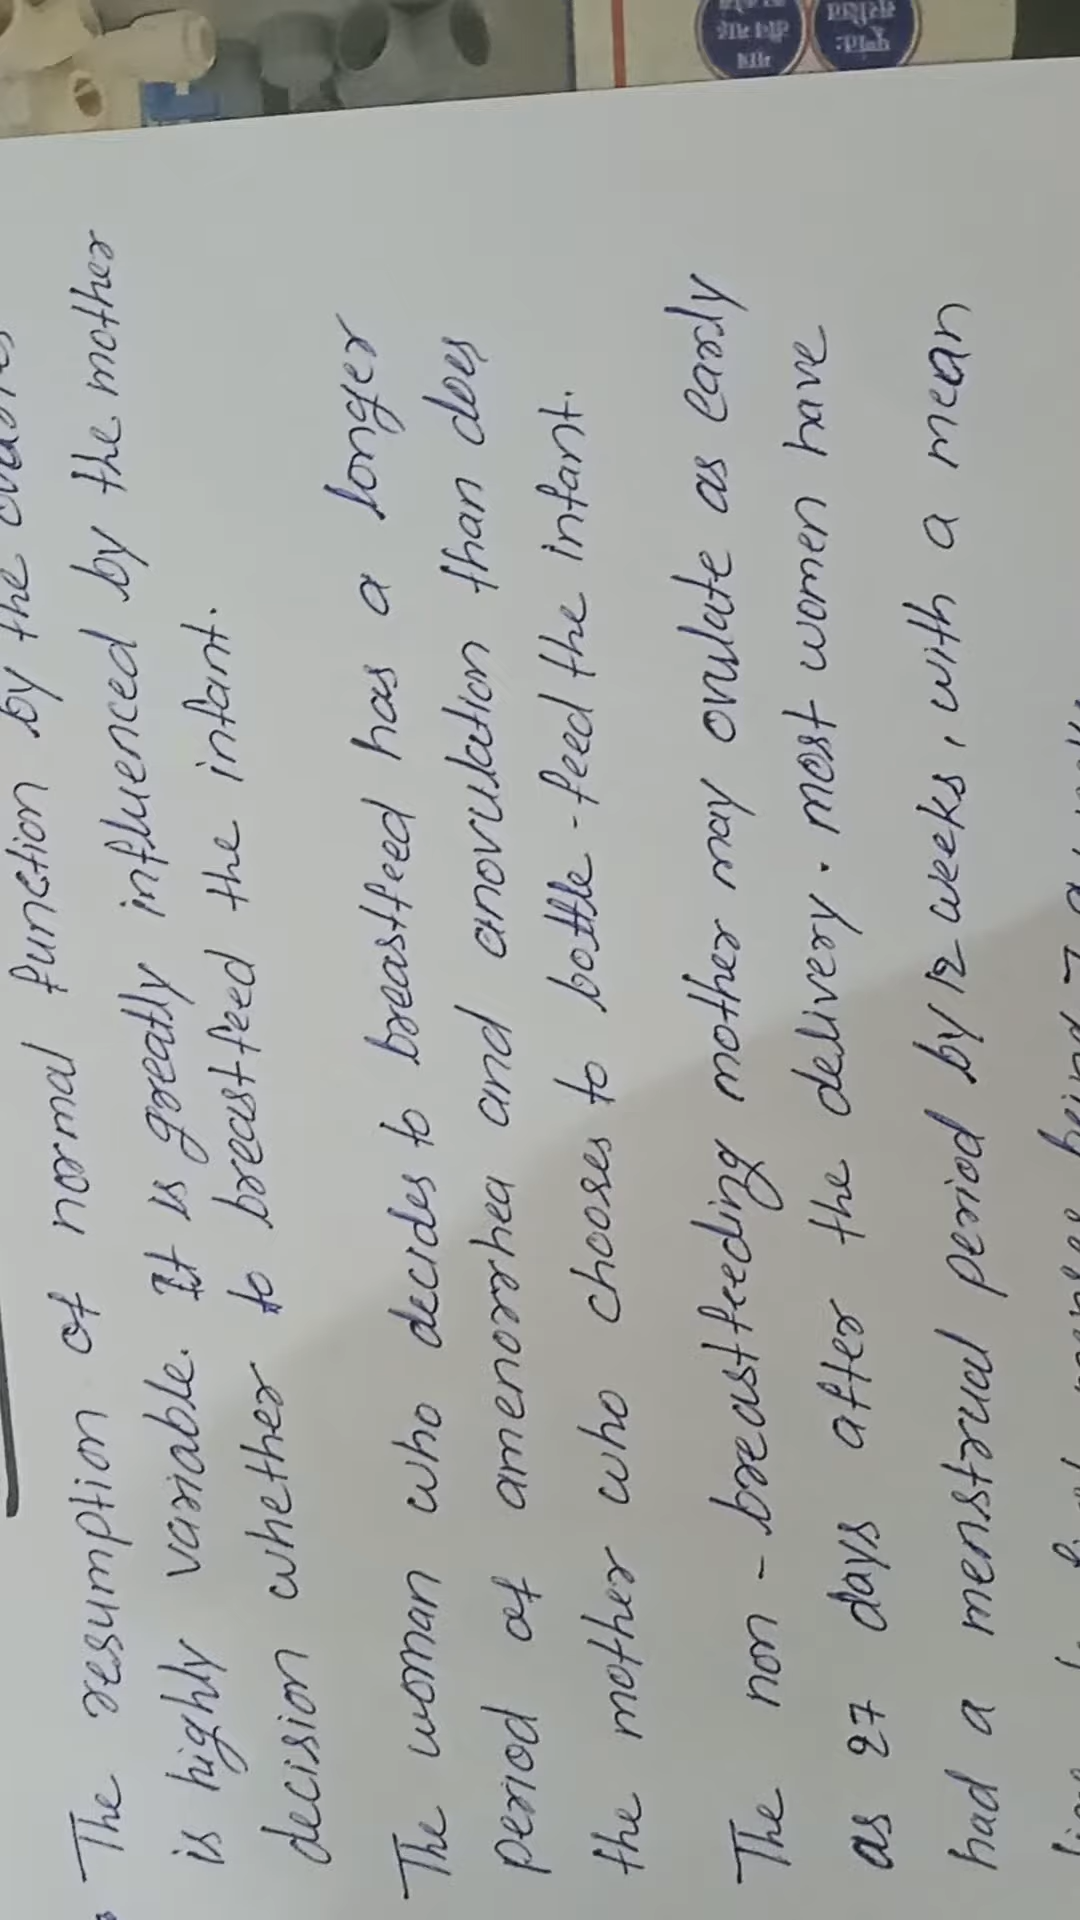 The resumption of normal function by the ovaries
is highly variable. It is greatly influenced by the mother
decision whether to breastfeed the infant.
The woman who decides to breastfeed has a longer
period of amenorrhea and anovulation than does
the mother who chooses to bottle-feed the infant.
The non-breastfeeding mother may ovulate as early
as 27 days after the delivery. most women have
had a menstrual period by 12 weeks, with a mean